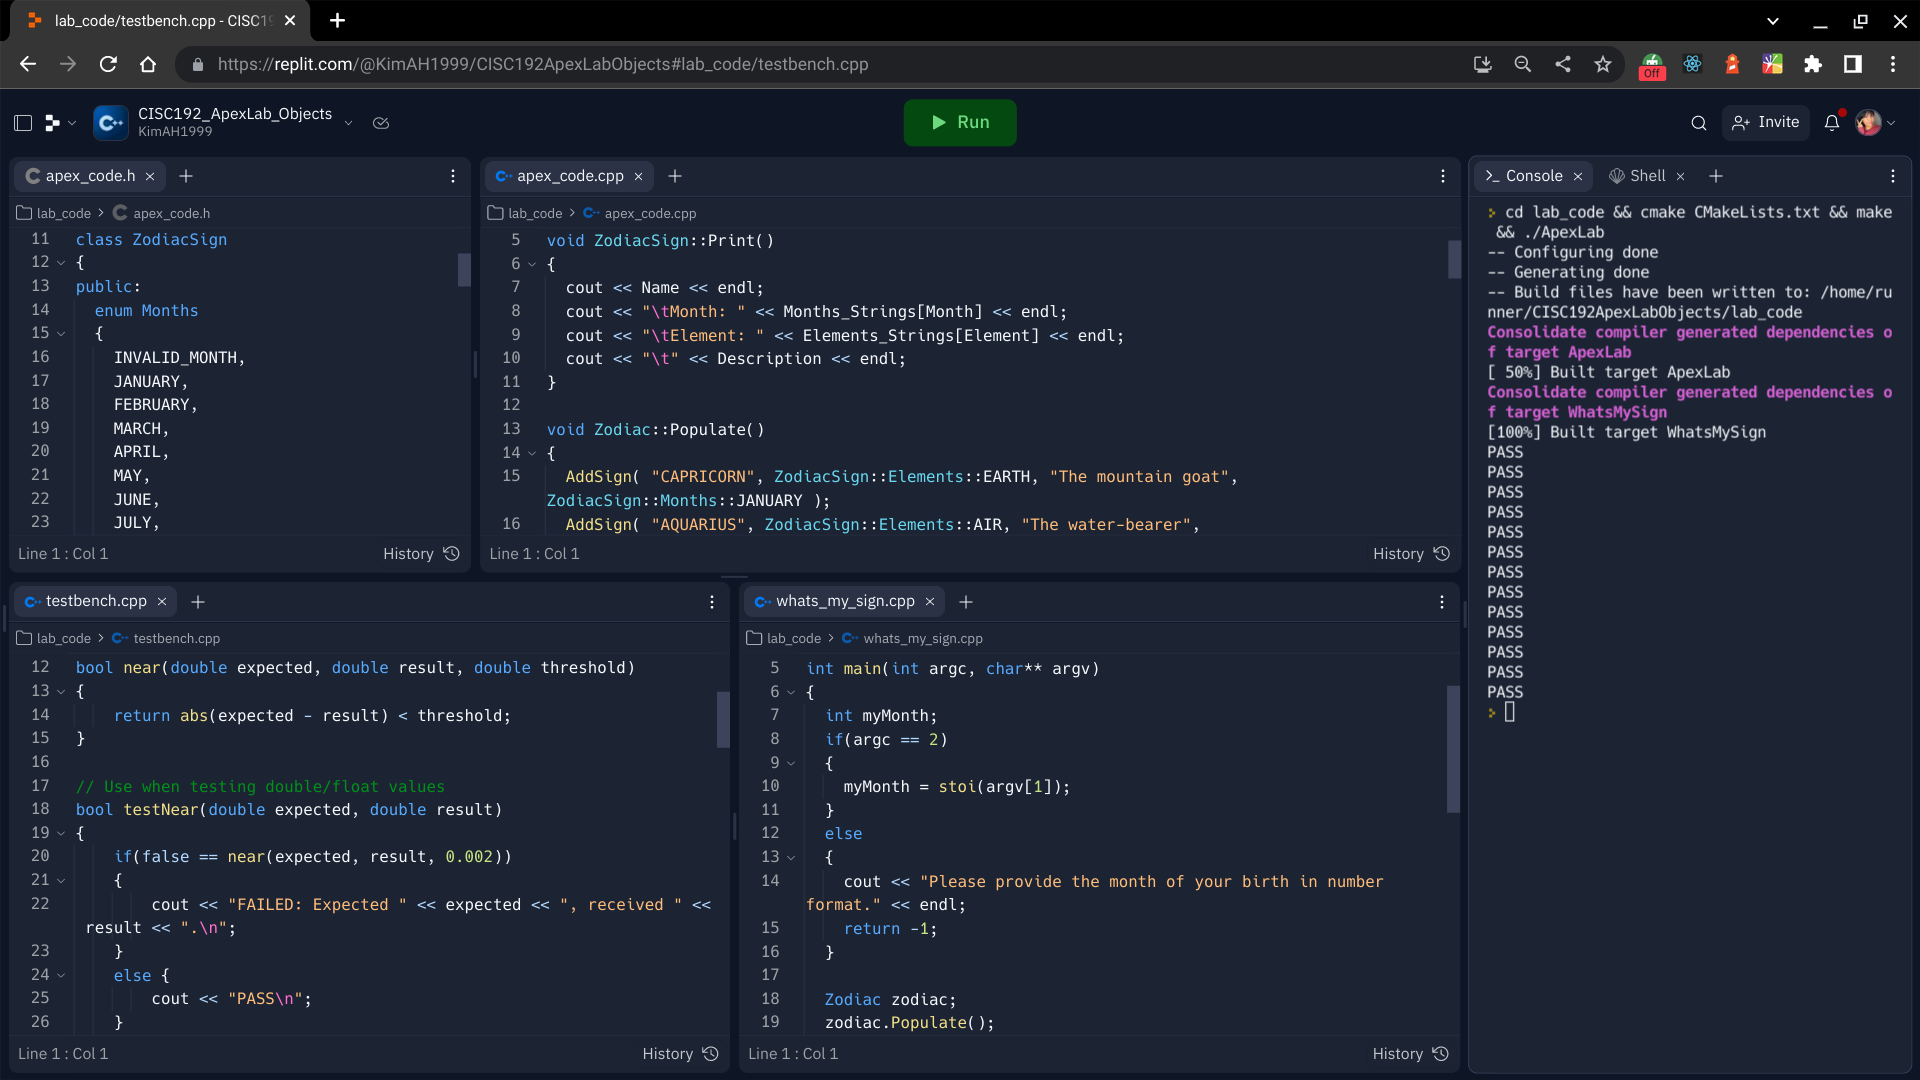 lab_code/testbench.cpp - CISC19
https://replit.com/@KimAH1999/CISC192ApexLabObjects#lab_code/testbench.cpp
Off
CISC192_ApexLab_Objects
KimAH1999
Run
Invite
apex_code.h
lab_code > apex_code.h
11 class ZodiacSign
12 {
13 public:
14 enum Months
15 {
16 INVALID_MONTH,
17 JANUARY,
18 FEBRUARY,
19 MARCH,
20 APRIL,
21 MAY,
22 JUNE,
23 JULY,
Line 1 : Col 1
History
apex_code.cpp
lab_code > apex_code.cpp
5 void ZodiacSign::Print()
6 {
7 cout << Name << endl;
8 cout << "\tMonth: " << Months_Strings[Month] << endl;
9 cout << "\tElement: " << Elements_Strings[Element] << endl;
10 cout << "\t" << Description << endl;
11 }
12
13 void Zodiac::Populate()
14 {
15 AddSign( "CAPRICORN", ZodiacSign::Elements::EARTH, "The mountain goat",
ZodiacSign::Months::JANUARY );
16 AddSign( "AQUARIUS", ZodiacSign::Elements::AIR, "The water-bearer",
Line 1 : Col 1
History
Console
Shell
cd lab_code && cmake CMakeLists.txt && make
&& ./ApexLab
-- Configuring done
-- Generating done
-- Build files have been written to: /home/ru
nner/CISC192ApexLabObjects/lab_code
Consolidate compiler generated dependencies o
f target ApexLab
[ 50%] Built target ApexLab
Consolidate compiler generated dependencies o
f target WhatsMySign
[100%] Built target WhatsMySign
PASS
PASS
PASS
PASS
PASS
PASS
PASS
PASS
PASS
PASS
PASS
PASS
PASS
testbench.cpp
lab_code > testbench.cpp
12 bool near(double expected, double result, double threshold)
13 {
14 return abs(expected - result) < threshold;
15 }
16
17 // Use when testing double/float values
18 bool testNear(double expected, double result)
19 {
20 if(false == near(expected, result, 0.002))
21 {
22 cout << "FAILED: Expected " << expected << ", received " <<
result << ".\n";
23 }
24 else {
25 cout << "PASS\n";
26 }
Line 1 : Col 1
History
whats_my_sign.cpp
lab_code > whats_my_sign.cpp
5 int main(int argc, char** argv)
6 {
7 int myMonth;
8 if(argc == 2)
9 {
10 myMonth = stoi(argv[1]);
11 }
12 else
13 {
14 cout << "Please provide the month of your birth in number
format." << endl;
15 return -1;
16 }
17
18 Zodiac zodiac;
19 zodiac.Populate();
Line 1 : Col 1
History